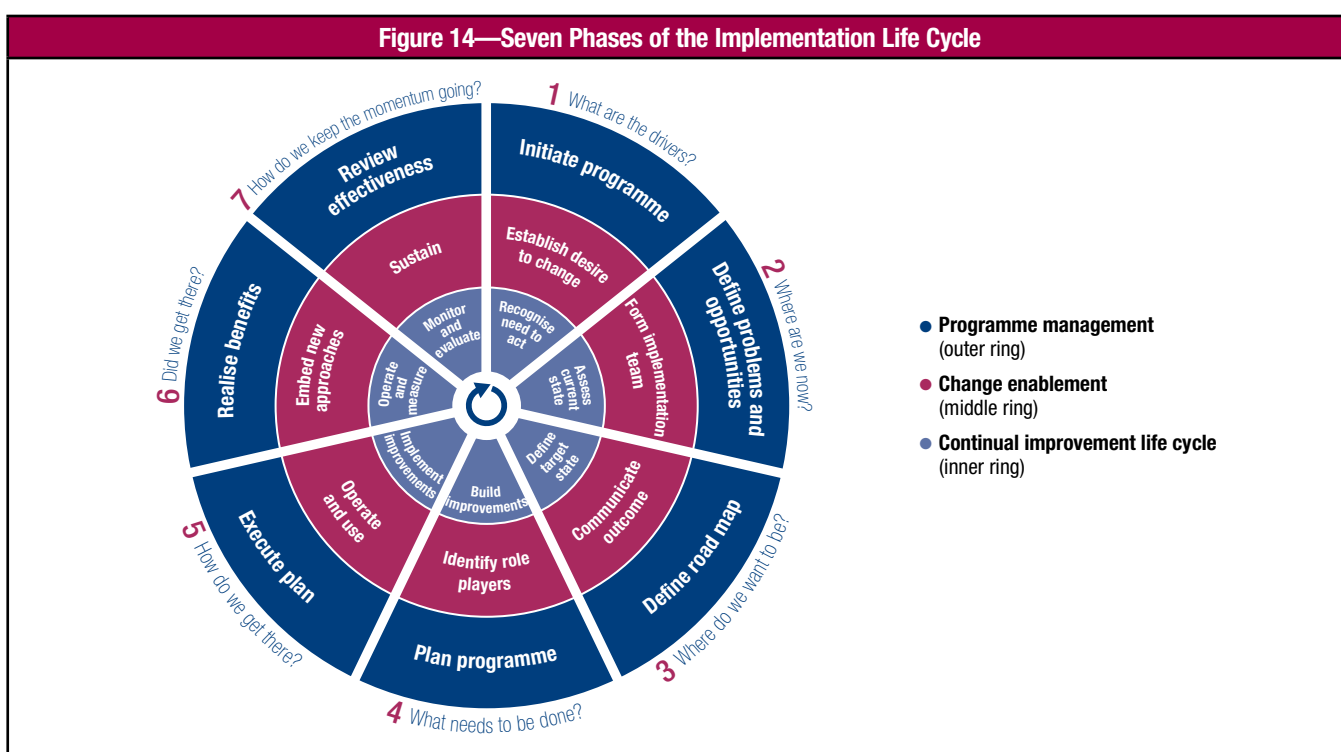 Figure 14—Seven Phases of the Implementation Life Cycle
1 What are the drivers?
Initiate programme
Establish desire
to change
Recognise
need to
act
2 Where are we now?
Define problems and
opportunities
Form implementation
team
Assess
current
state
3 Where do we want to be?
Define road map
Communicate
outcome
Define
target
state
4 What needs to be done?
Plan programme
Identify role
players
Build
improvements
5 How do we get there?
Execute plan
Operate
and use
Implement
improvements
6 Did we get there?
Realise benefits
Embed new
approaches
Operate
and
measure
7 How do we keep the momentum going?
Review
effectiveness
Sustain
Monitor
and
evaluate
Programme management
(outer ring)
Change enablement
(middle ring)
Continual improvement life cycle
(inner ring)